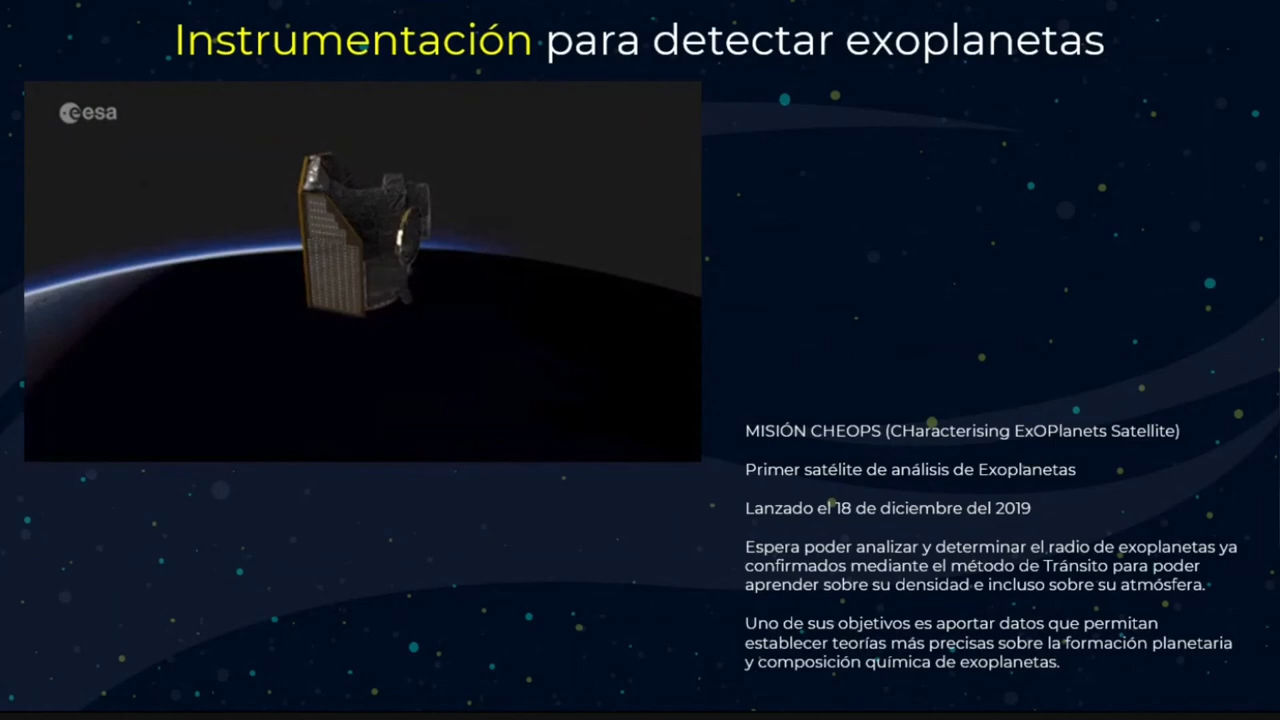 Instrumentación para detectar exoplanetas
esa
MISIÓN CHEOPS (CHaracterising ExOPlanets Satellite)
Primer satélite de análisis de Exoplanetas
Lanzado el 18 de diciembre del 2019
Espera poder analizar y determinar el radio de exoplanetas ya
confirmados mediante el método de Tránsito para poder
aprender sobre su densidad e incluso sobre su atmósfera.
Uno de sus objetivos es aportar datos que permitan
establecer teorías más precisas sobre la formación planetaria
y composición química de exoplanetas.